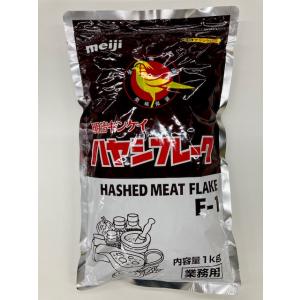 meiji
明治ギンケイ
ハヤシフレーク
HASHED MEAT FLAKE
F-1
内容量1kg
業務用